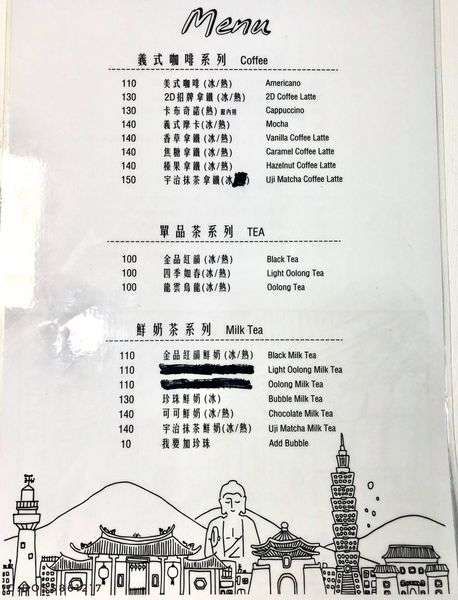 Menu
義式咖啡系列 Coffee
110 美式咖啡(冰/熱) Americano
130 2D招牌拿鐵(冰/熱) 2D Coffee Latte
130 卡布奇諾(熱)限內用 Cappuccino
140 義式摩卡(冰/熱) Mocha
140 香草拿鐵(冰/熱) Vanilla Coffee Latte
140 焦糖拿鐵(冰/熱) Caramel Coffee Latte
140 榛果拿鐵(冰/熱) Hazelnut Coffee Latte
150 宇治抹茶拿鐵(冰 Uji Matcha Coffee Latte
單品茶系列 TEA
100 金品紅韻(冰/熱) Black Tea
100 四季如春(冰/熱) Light Oolong Tea
100 龍雲烏龍(冰/熱) Oolong Tea
鮮奶茶系列 Milk Tea
110 金品紅韻鮮奶(冰/熱) Black Milk Tea
110 Light Oolong Milk Tea
110 Oolong Milk Tea
130 珍珠鮮奶(冰) Bubble Milk Tea
140 可可鮮奶(冰/熱) Chocolate Milk Tea
140 宇治抹茶鮮奶(冰/熱) Uji Matcha Milk Tea
10 我要加珍珠 Add Bubble